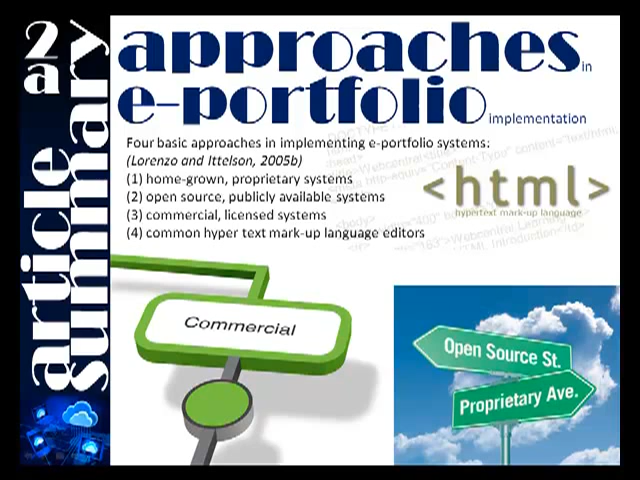 2a
article summary
approaches in
e-portfolio implementation
Four basic approaches in implementing e-portfolio systems:
(Lorenzo and Ittelson, 2005b)
(1) home-grown, proprietary systems
(2) open source, publicly available systems
(3) commercial, licensed systems
(4) common hyper text mark-up language editors
<html>
hypertext mark-up language
Commercial
Open Source St.
Proprietary Ave.